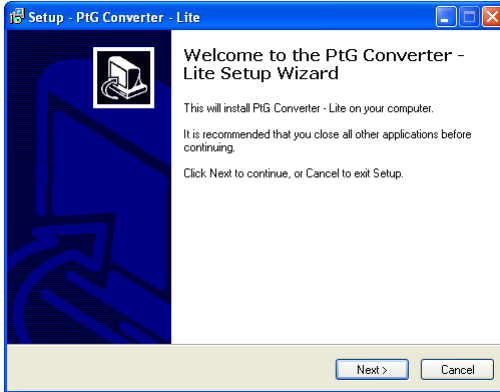 Setup - PtG Converter - Lite
Welcome to the PtG Converter -
Lite Setup Wizard
This will install PtG Converter - Lite on your computer.
It is recommended that you close all other applications before
continuing.
Click Next to continue, or Cancel to exit Setup.
Next >
Cancel